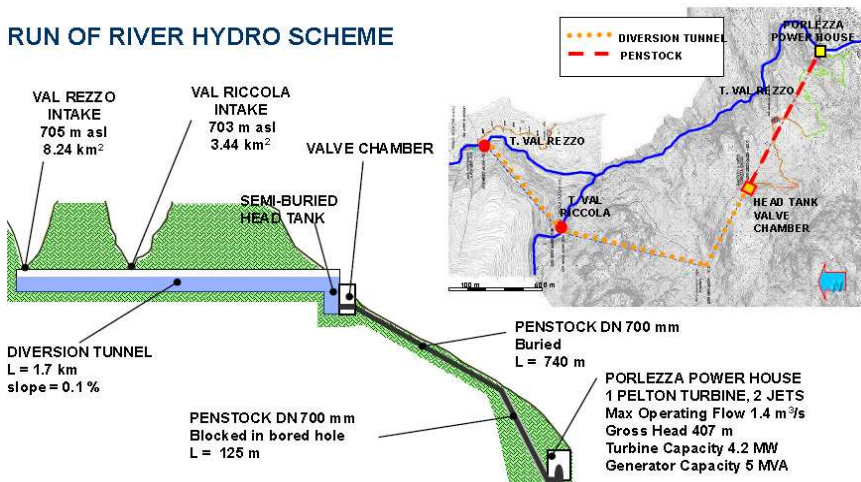 RUN OF RIVER HYDRO SCHEME
VAL REZZO
INTAKE
705 m asl
8.24 km²
VAL RICCOLA
INTAKE
703 m asl
3.44 km²
VALVE CHAMBER
SEMI-BURIED
HEAD TANK
DIVERSION TUNNEL
L = 1.7 km
slope = 0.1 %
PENSTOCK DN 700 mm
Blocked in bored hole
L = 125 m
PENSTOCK DN 700 mm
Buried
L = 740 m
PORLEZZA POWER HOUSE
1 PELTON TURBINE, 2 JETS
Max Operating Flow 1.4 m³/s
Gross Head 407 m
Turbine Capacity 4.2 MW
Generator Capacity 5 MVA
DIVERSION TUNNEL
PENSTOCK
PORLEZZA
POWER HOUSE
T. VAL REZZO
T. VAL REZZO
T. VAL
RICCOLA
HEAD TANK
VALVE
CHAMBER
100 m
600 m
N